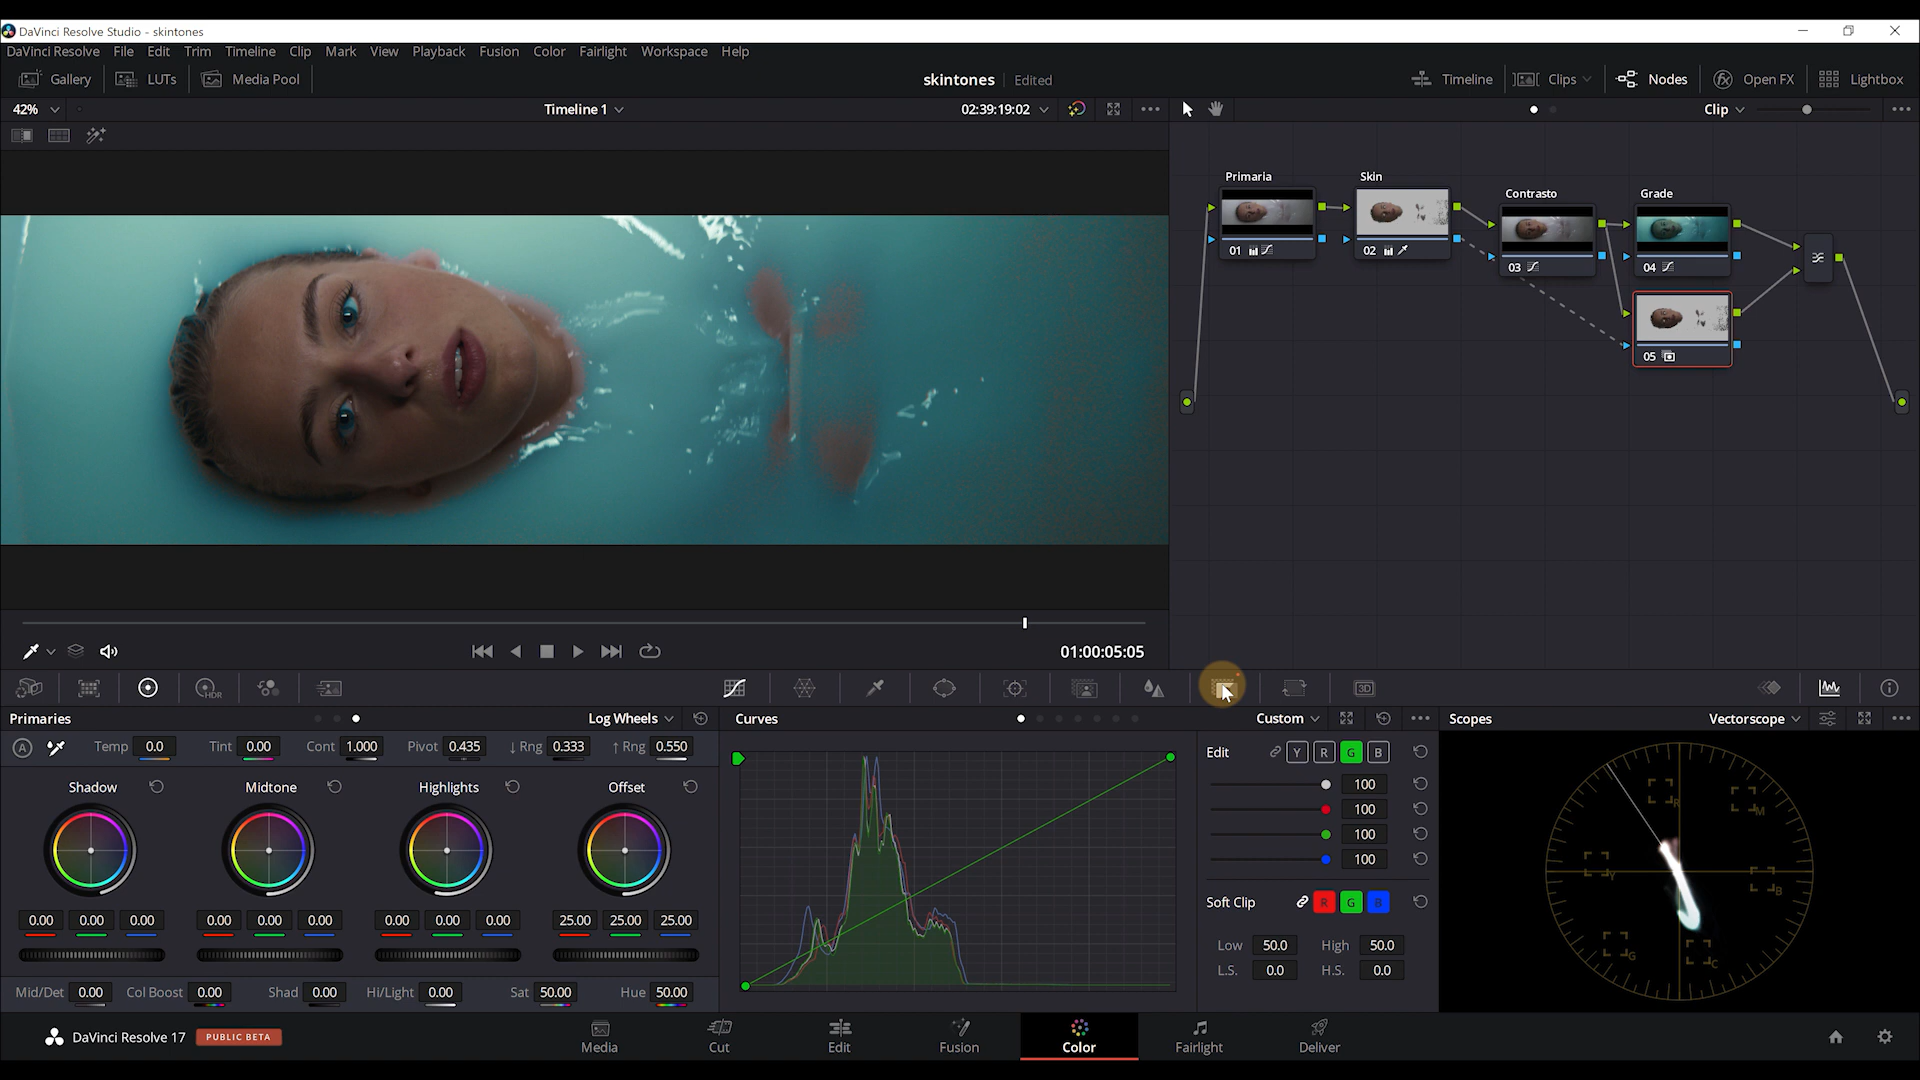 DaVinci Resolve Studio - skintones
DaVinci Resolve File Edit Trim Timeline Clip Mark View Playback Fusion Color Fairlight Workspace Help
Gallery LUTs Media Pool skintones Edited Timeline Clips Nodes Open FX Lightbox
42% Timeline 1 02:39:19:02 Clip
Primaria Skin Contrasto Grade
01 02 03 04
05
01:00:05:05
HDR 3D
Primaries Log Wheels Curves Custom Scopes Vectorscope
A Temp 0.0 Tint 0.00 Cont 1.000 Pivot 0.435 ↓ Rng 0.333 ↑ Rng 0.550
Edit Y R G B
Shadow Midtone Highlights Offset
100
100
100
100
R M Y B G C
Soft Clip R G B
0.00 0.00 0.00 0.00 0.00 0.00 0.00 0.00 0.00 25.00 25.00 25.00
Low 50.0 High 50.0
L.S. 0.0 H.S. 0.0
Mid/Det 0.00 Col Boost 0.00 Shad 0.00 Hi/Light 0.00 Sat 50.00 Hue 50.00
DaVinci Resolve 17 PUBLIC BETA
Media Cut Edit Fusion Color Fairlight Deliver